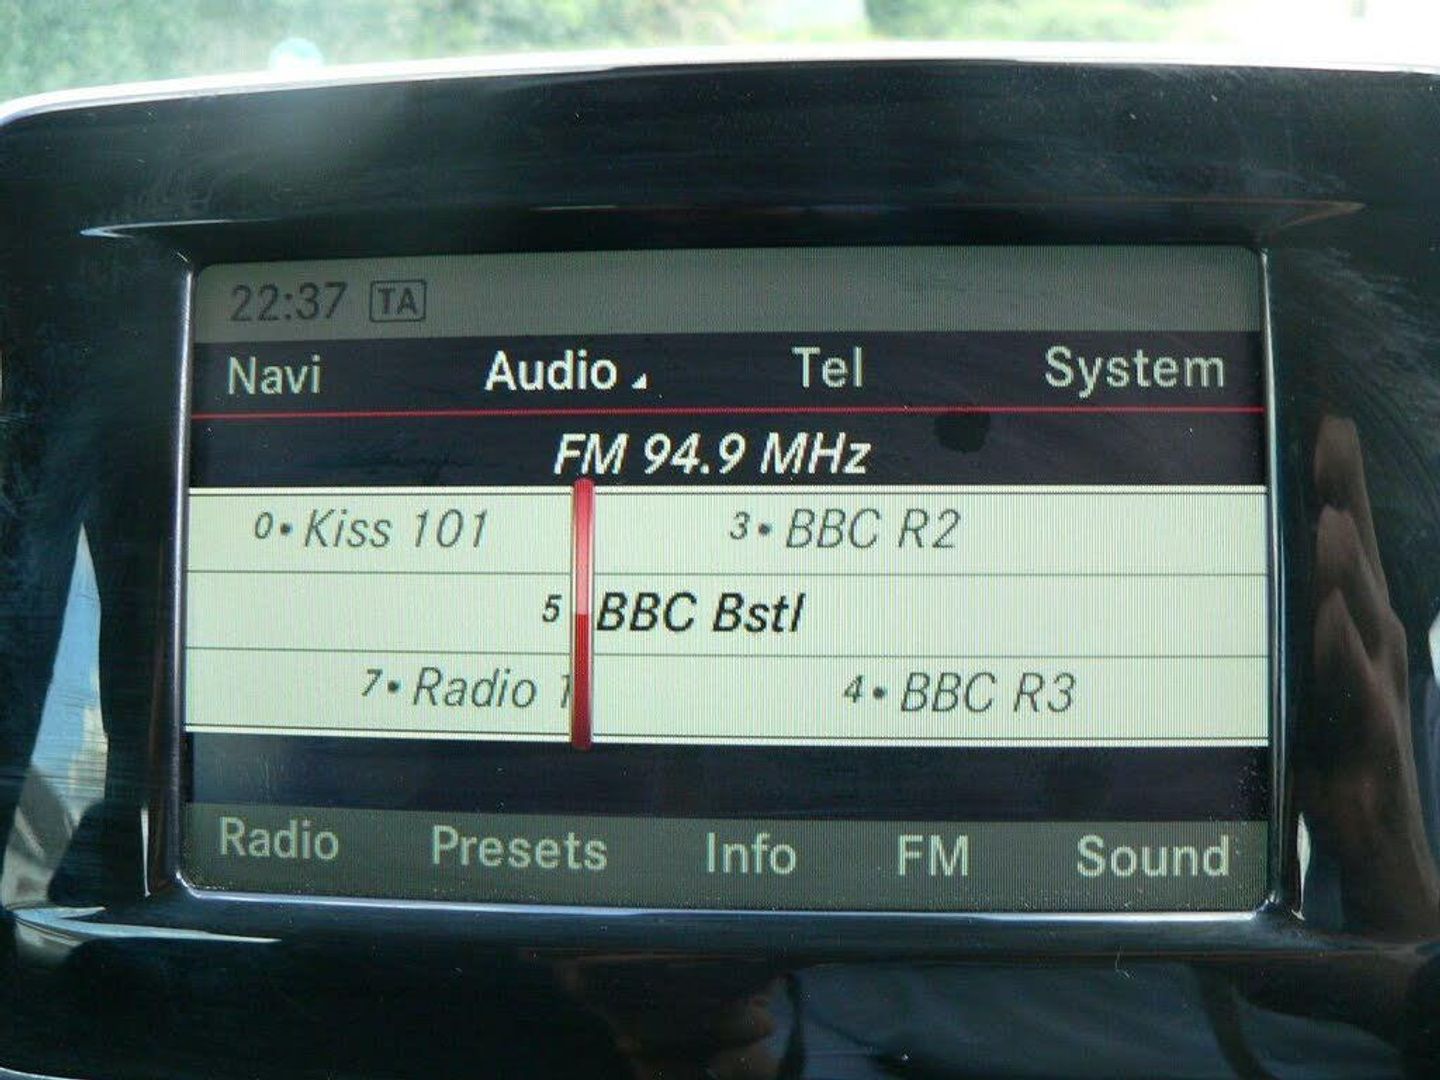 22:37 TA
Navi Audio Tel System
FM 94.9 MHz
0• Kiss 101 3• BBC R2
5 BBC Bstl
7• Radio 1 4• BBC R3
Radio Presets Info FM Sound